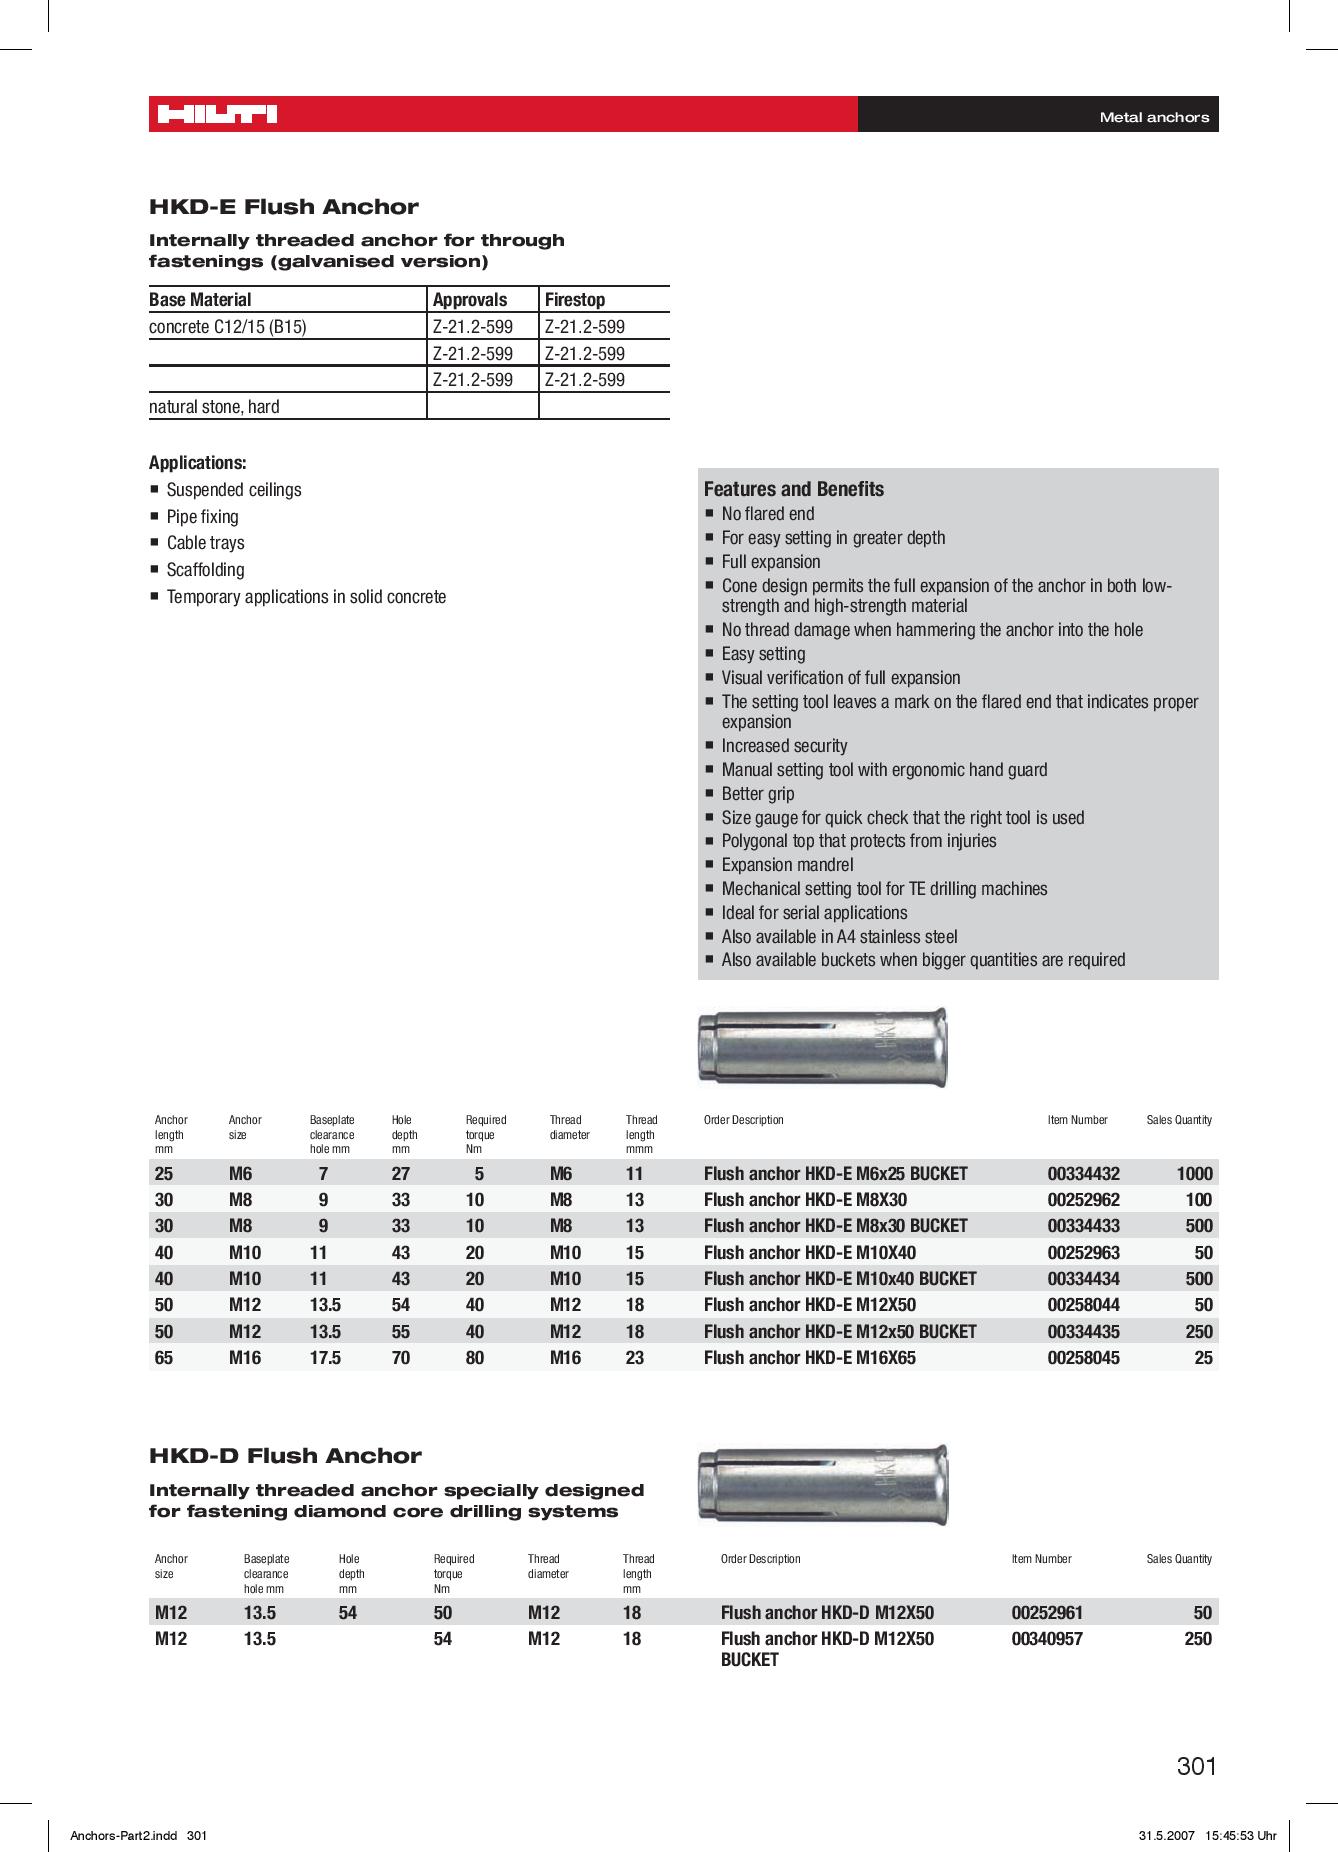 HILTI
Metal anchors
HKD-E Flush Anchor
Internally threaded anchor for through
fastenings (galvanised version)
Base Material Approvals Firestop
concrete C12/15 (B15) Z-21.2-599 Z-21.2-599
Z-21.2-599 Z-21.2-599
Z-21.2-599 Z-21.2-599
natural stone, hard
Applications:
▪ Suspended ceilings
▪ Pipe fixing
▪ Cable trays
▪ Scaffolding
▪ Temporary applications in solid concrete
Features and Benefits
▪ No flared end
▪ For easy setting in greater depth
▪ Full expansion
▪ Cone design permits the full expansion of the anchor in both low-
strength and high-strength material
▪ No thread damage when hammering the anchor into the hole
▪ Easy setting
▪ Visual verification of full expansion
▪ The setting tool leaves a mark on the flared end that indicates proper
expansion
▪ Increased security
▪ Manual setting tool with ergonomic hand guard
▪ Better grip
▪ Size gauge for quick check that the right tool is used
▪ Polygonal top that protects from injuries
▪ Expansion mandrel
▪ Mechanical setting tool for TE drilling machines
▪ Ideal for serial applications
▪ Also available in A4 stainless steel
▪ Also available buckets when bigger quantities are required
HKD
Anchor Anchor Baseplate Hole Required Thread Thread Order Description Item Number Sales Quantity
length size clearance depth torque diameter length
mm hole mm mm Nm mmm
25 M6 7 27 5 M6 11 Flush anchor HKD-E M6x25 BUCKET 00334432 1000
30 M8 9 33 10 M8 13 Flush anchor HKD-E M8X30 00252962 100
30 M8 9 33 10 M8 13 Flush anchor HKD-E M8x30 BUCKET 00334433 500
40 M10 11 43 20 M10 15 Flush anchor HKD-E M10X40 00252963 50
40 M10 11 43 20 M10 15 Flush anchor HKD-E M10x40 BUCKET 00334434 500
50 M12 13.5 54 40 M12 18 Flush anchor HKD-E M12X50 00258044 50
50 M12 13.5 55 40 M12 18 Flush anchor HKD-E M12x50 BUCKET 00334435 250
65 M16 17.5 70 80 M16 23 Flush anchor HKD-E M16X65 00258045 25
HKD-D Flush Anchor
Internally threaded anchor specially designed
for fastening diamond core drilling systems
HKD
Anchor Baseplate Hole Required Thread Thread Order Description Item Number Sales Quantity
size clearance depth torque diameter length
hole mm mm Nm mm
M12 13.5 54 50 M12 18 Flush anchor HKD-D M12X50 00252961 50
M12 13.5 54 M12 18 Flush anchor HKD-D M12X50 00340957 250
BUCKET
301
Anchors-Part2.indd 301
31.5.2007 15:45:53 Uhr